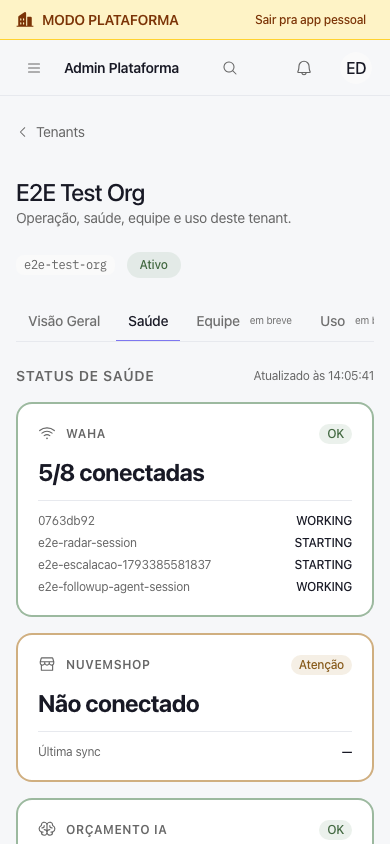 MODO PLATAFORMA
Sair pra app pessoal
Admin Plataforma
ED
Tenants
E2E Test Org
Operação, saúde, equipe e uso deste tenant.
e2e-test-org
Ativo
Visão Geral
Saúde
Equipe em breve
Uso em b
STATUS DE SAÚDE
Atualizado às 14:05:41
WAHA
OK
5/8 conectadas
0763db92 WORKING
e2e-radar-session STARTING
e2e-escalacao-1793385581837 STARTING
e2e-followup-agent-session WORKING
NUVEMSHOP
Atenção
Não conectado
Última sync —
ORÇAMENTO IA
OK